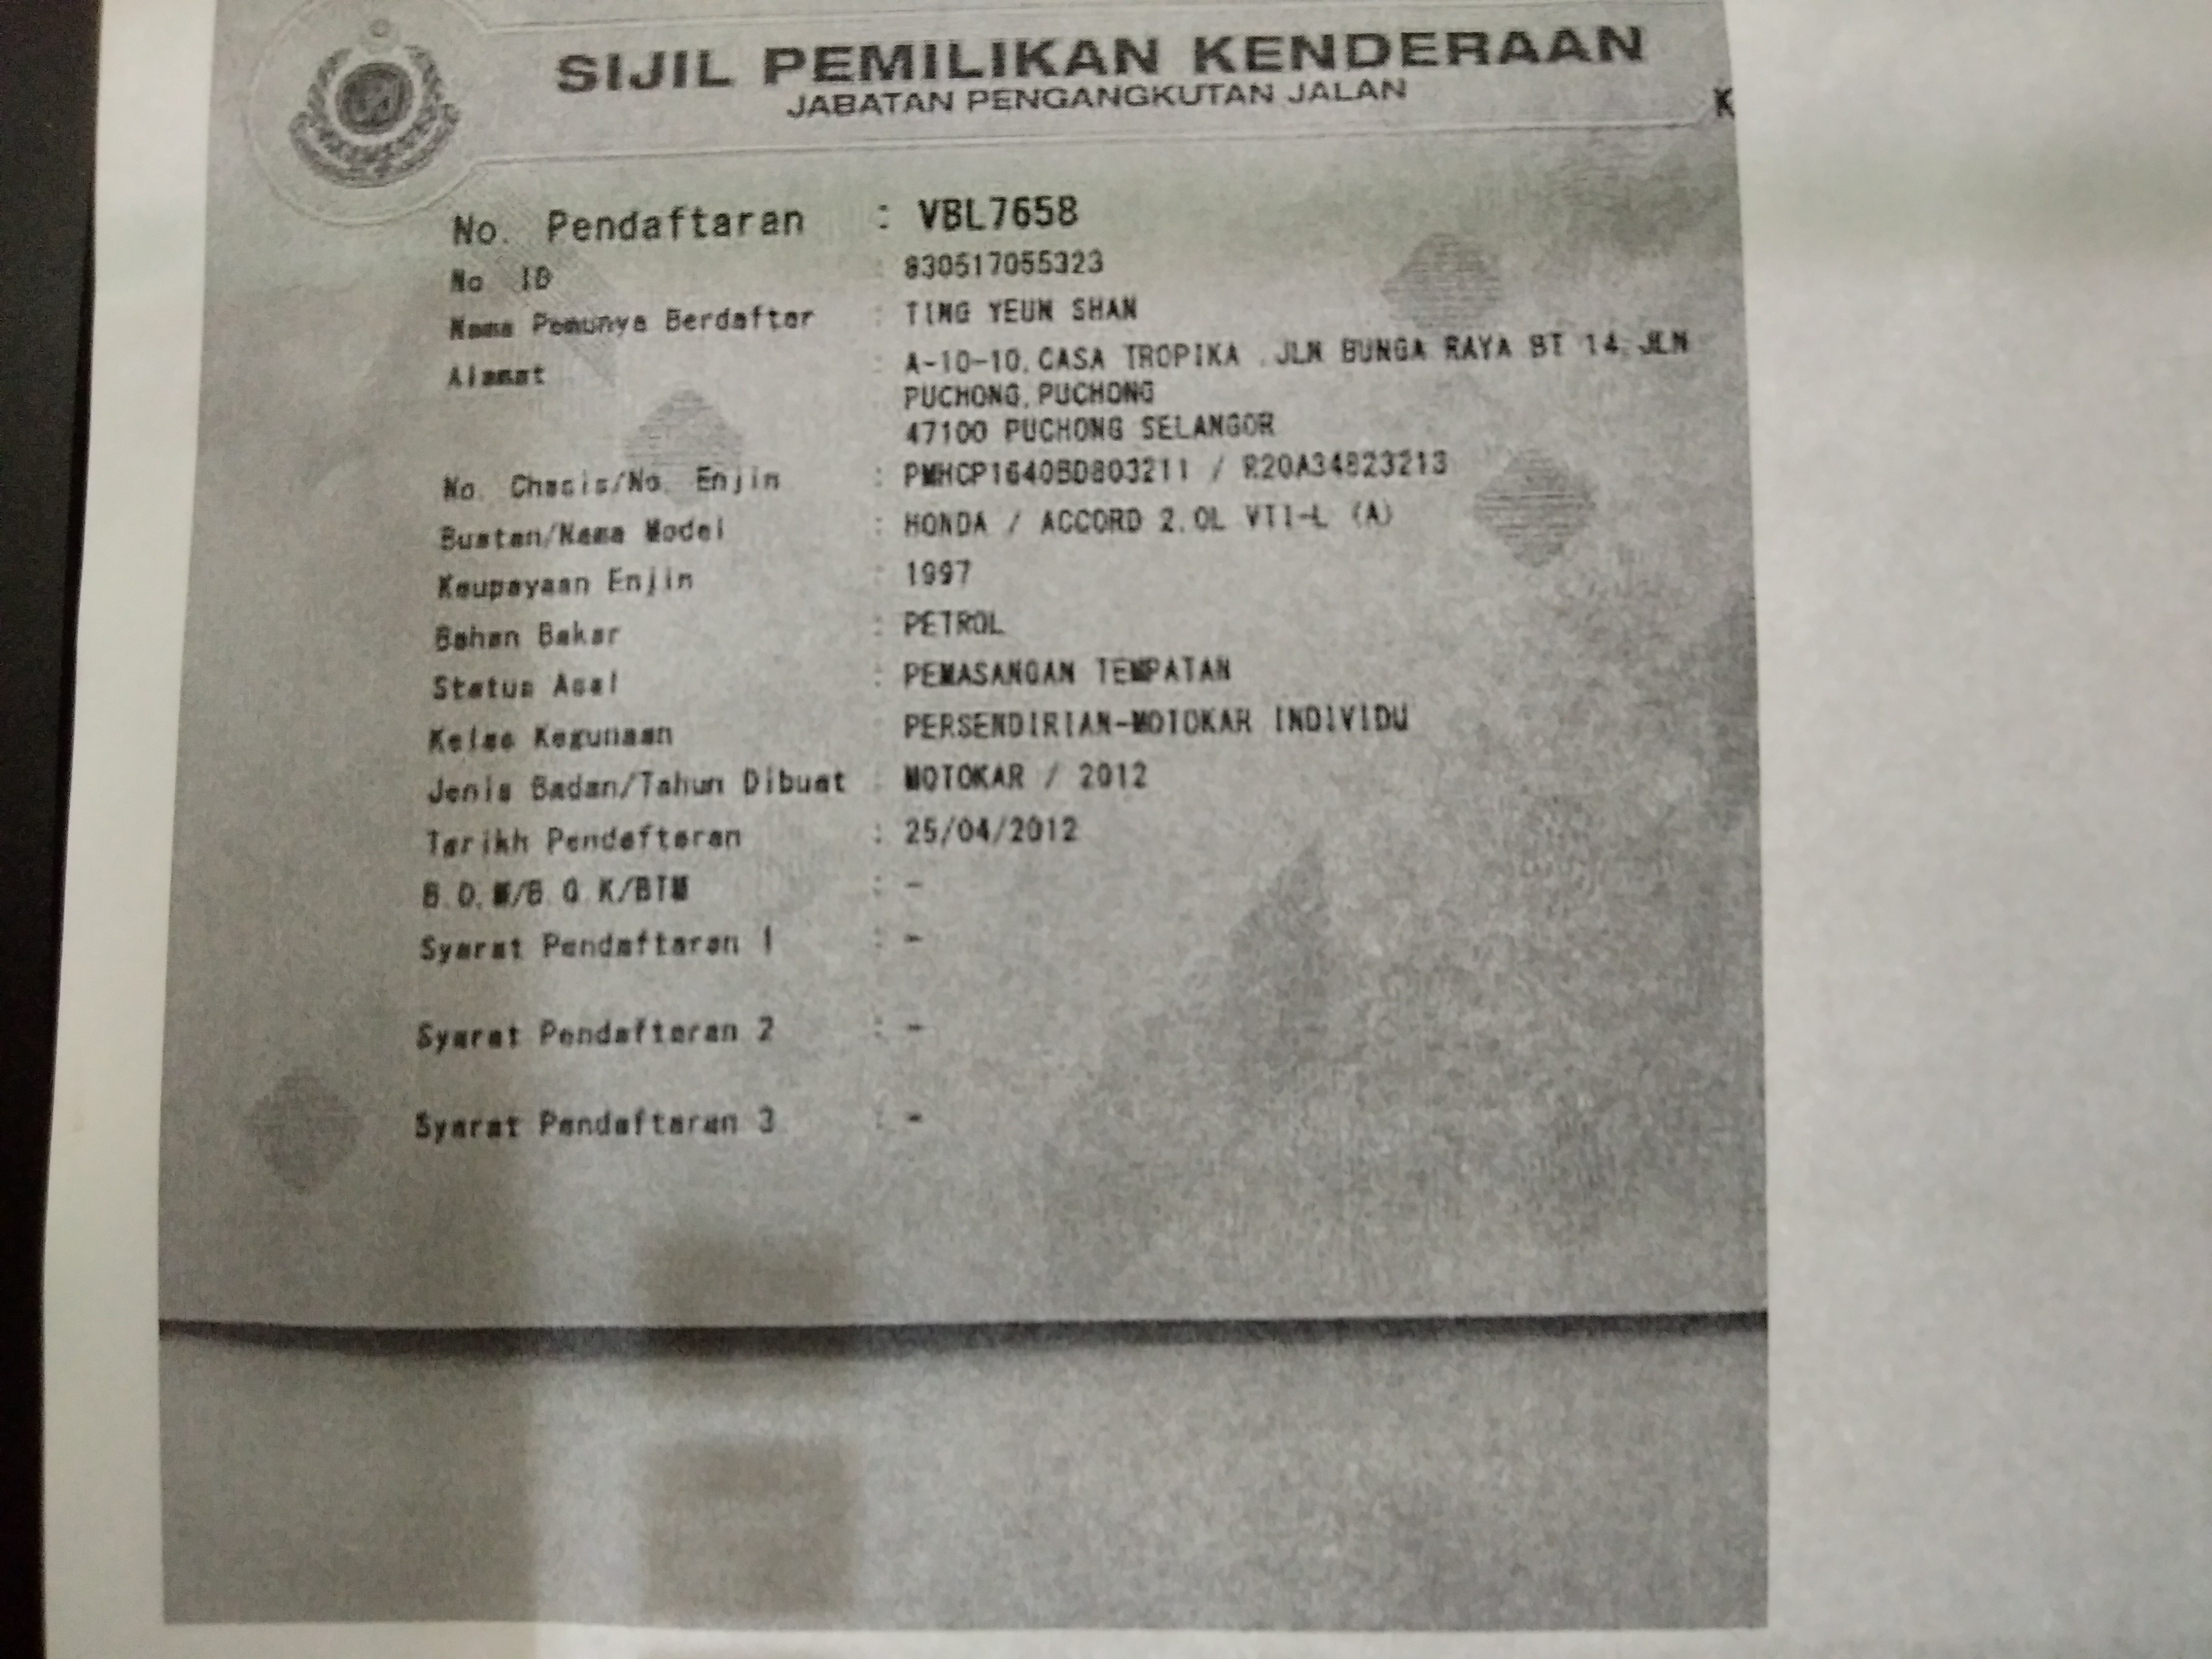 SIJIL PEMILIKAN KENDERAAN
JABATAN PENGANGKUTAN JALAN
K
No. Pendaftaran : VBL7658
No ID : 830517055323
Nama Pemunya Berdaftar : TING YEUN SHAN
Alamat : A-10-10, CASA TROPIKA , JLN BUNGA RAYA BT 14, JLN
PUCHONG, PUCHONG
47100 PUCHONG SELANGOR
No. Chasis/No. Enjin : PMHCP1640BD803211 / R20A34823213
Buatan/Nama Model : HONDA / ACCORD 2.0L VTI-L (A)
Keupayaan Enjin : 1997
Bahan Bakar : PETROL
Status Asal : PEMASANGAN TEMPATAN
Kelas Kegunaan : PERSENDIRIAN-MOTOKAR INDIVIDU
Jenis Badan/Tahun Dibuat : MOTOKAR / 2012
Tarikh Pendaftaran : 25/04/2012
B.D.M/B.G.K/BTM : -
Syarat Pendaftaran 1 : -
Syarat Pendaftaran 2 : -
Syarat Pendaftaran 3 : -